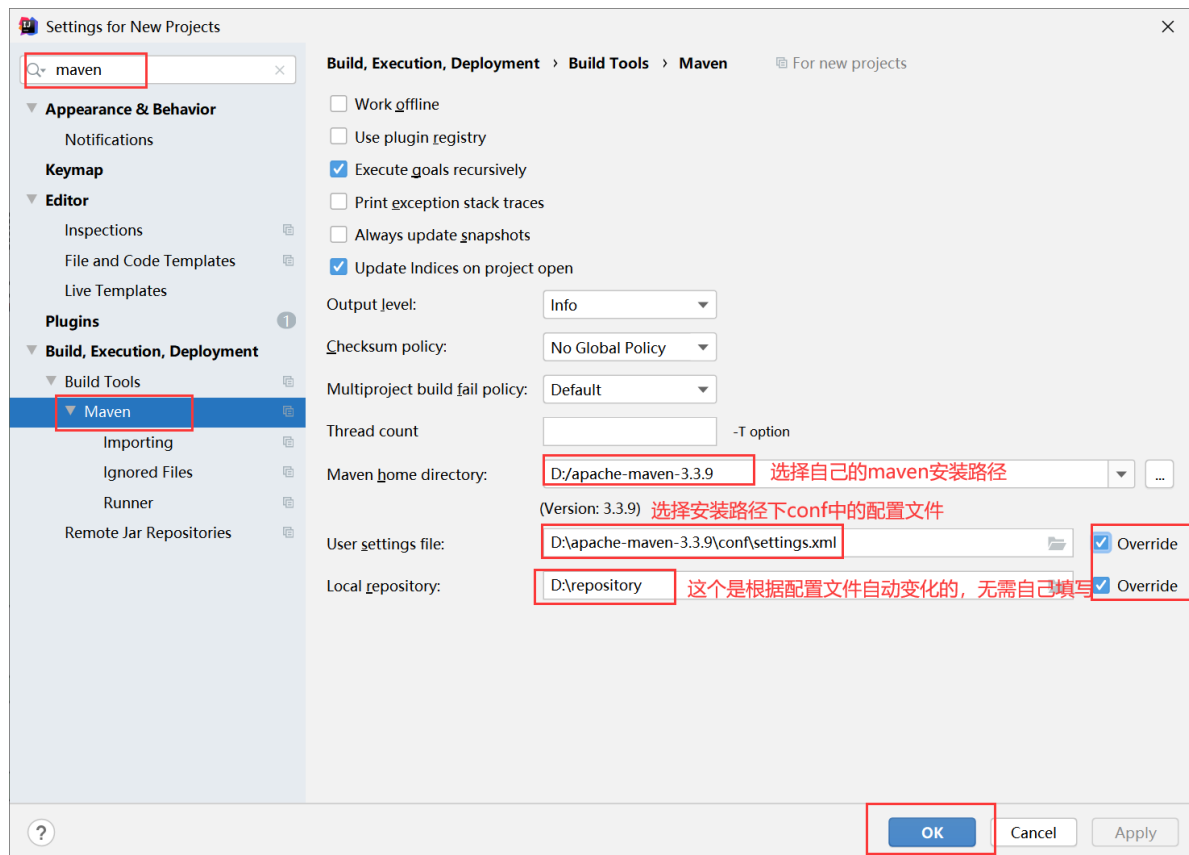 Settings for New Projects
maven
Appearance & Behavior
Notifications
Keymap
Editor
Inspections
File and Code Templates
Live Templates
Plugins
1
Build, Execution, Deployment
Build Tools
Maven
Importing
Ignored Files
Runner
Remote Jar Repositories
Build, Execution, Deployment › Build Tools › Maven
For new projects
Work offline
Use plugin registry
Execute goals recursively
Print exception stack traces
Always update snapshots
Update Indices on project open
Output level: Info
Checksum policy: No Global Policy
Multiproject build fail policy: Default
Thread count -T option
Maven home directory: D:/apache-maven-3.3.9 选择自己的maven安装路径 ...
(Version: 3.3.9) 选择安装路径下conf中的配置文件
User settings file: D:\apache-maven-3.3.9\conf\settings.xml Override
Local repository: D:\repository 这个是根据配置文件自动变化的，无需自己填写 Override
? OK Cancel Apply